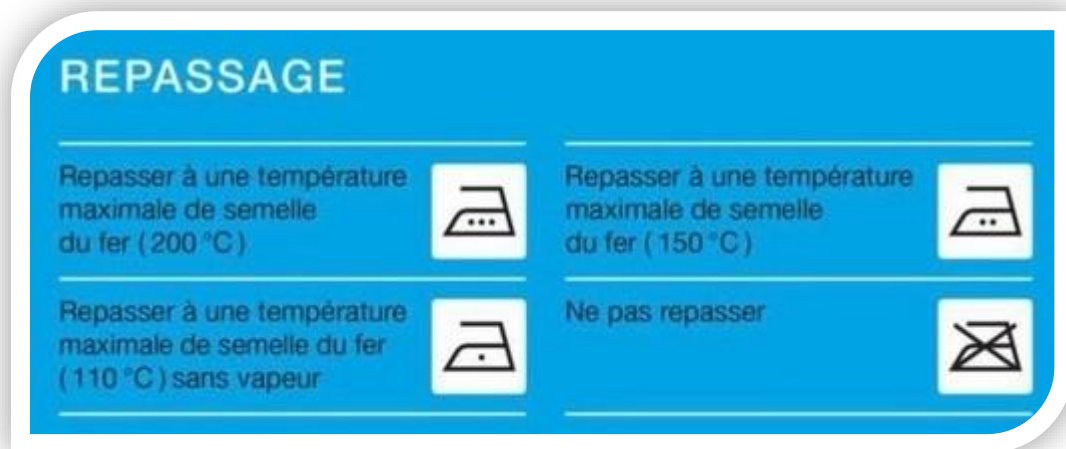 REPASSAGE
Repasser à une température
maximale de semelle
du fer (200 °C)
Repasser à une température
maximale de semelle
du fer (150 °C)
Repasser à une température
maximale de semelle du fer
(110 °C) sans vapeur
Ne pas repasser